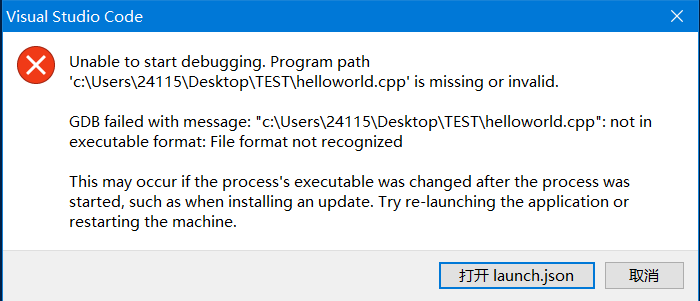 Visual Studio Code
Unable to start debugging. Program path
'c:\Users\24115\Desktop\TEST\helloworld.cpp' is missing or invalid.
GDB failed with message: "c:\Users\24115\Desktop\TEST\helloworld.cpp": not in
executable format: File format not recognized
This may occur if the process's executable was changed after the process was
started, such as when installing an update. Try re-launching the application or
restarting the machine.
打开 launch.json
取消